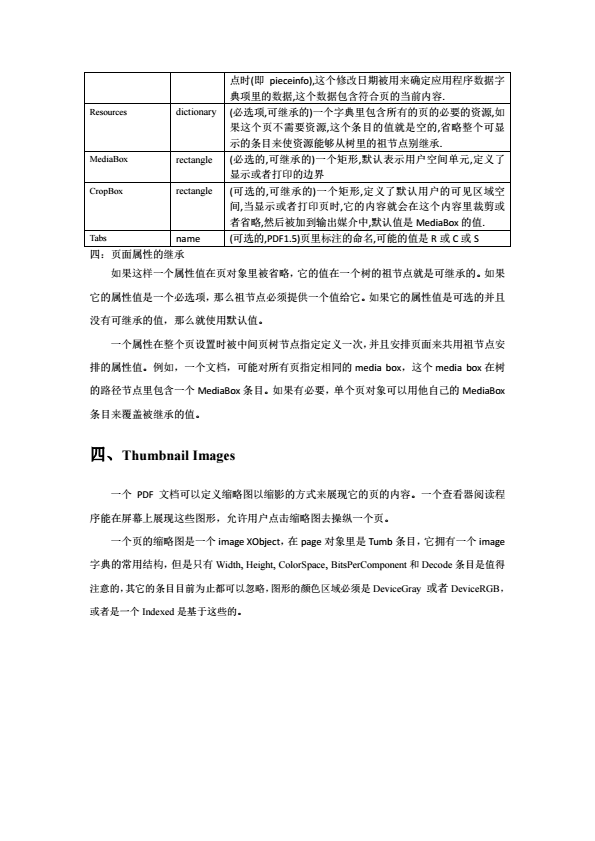 点时(即 pieceinfo),这个修改日期被用来确定应用程序数据字
典项里的数据,这个数据包含符合页的当前内容.
Resources dictionary (必选项,可继承的)一个字典里包含所有的页的必要的资源,如
果这个页不需要资源,这个条目的值就是空的,省略整个可显
示的条目来使资源能够从树里的祖节点别继承.
MediaBox rectangle (必选的,可继承的)一个矩形,默认表示用户空间单元,定义了
显示或者打印的边界
CropBox rectangle (可选的,可继承的)一个矩形,定义了默认用户的可见区域空
间,当显示或者打印页时,它的内容就会在这个内容里裁剪或
者省略,然后被加到输出媒介中,默认值是 MediaBox 的值.
Tabs name (可选的,PDF1.5)页里标注的命名,可能的值是 R 或 C 或 S
四：页面属性的继承
如果这样一个属性值在页对象里被省略，它的值在一个树的祖节点就是可继承的。如果
它的属性值是一个必选项，那么祖节点必须提供一个值给它。如果它的属性值是可选的并且
没有可继承的值，那么就使用默认值。
一个属性在整个页设置时被中间页树节点指定定义一次，并且安排页面来共用祖节点安
排的属性值。例如，一个文档，可能对所有页指定相同的 media box，这个 media box 在树
的路径节点里包含一个 MediaBox 条目。如果有必要，单个页对象可以用他自己的 MediaBox
条目来覆盖被继承的值。
四、Thumbnail Images
一个 PDF 文档可以定义缩略图以缩影的方式来展现它的页的内容。一个查看器阅读程
序能在屏幕上展现这些图形，允许用户点击缩略图去操纵一个页。
一个页的缩略图是一个 image XObject，在 page 对象里是 Tumb 条目，它拥有一个 image
字典的常用结构，但是只有 Width, Height, ColorSpace, BitsPerComponent 和 Decode 条目是值得
注意的，其它的条目目前为止都可以忽略，图形的颜色区域必须是 DeviceGray 或者 DeviceRGB，
或者是一个 Indexed 是基于这些的。